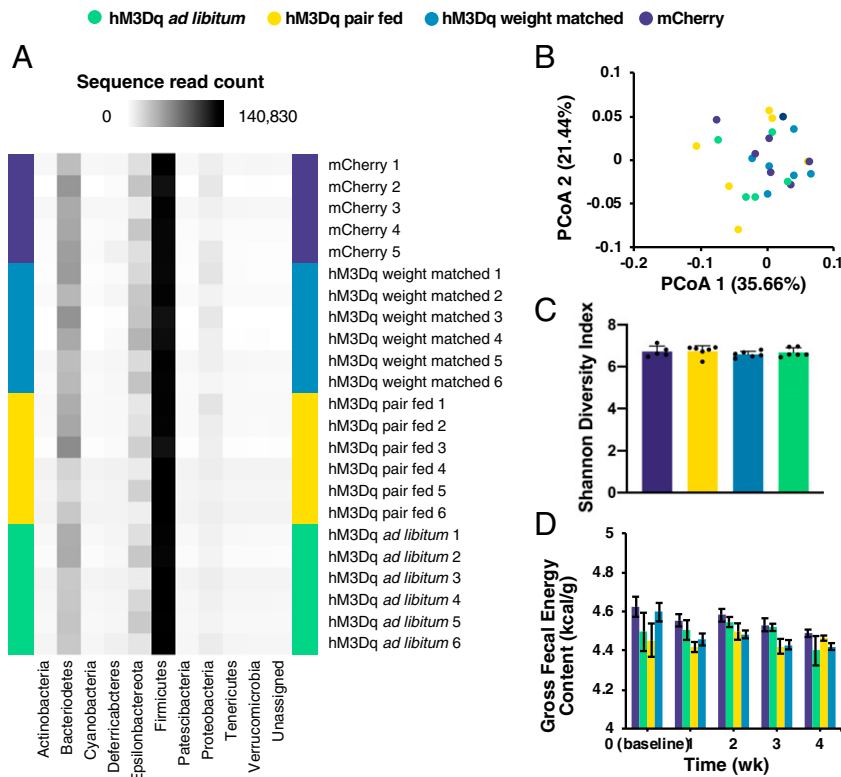 hM3Dq ad libitum hM3Dq pair fed hM3Dq weight matched mCherry
A
Sequence read count
0 140,830
mCherry 1
mCherry 2
mCherry 3
mCherry 4
mCherry 5
hM3Dq weight matched 1
hM3Dq weight matched 2
hM3Dq weight matched 3
hM3Dq weight matched 4
hM3Dq weight matched 5
hM3Dq weight matched 6
hM3Dq pair fed 1
hM3Dq pair fed 2
hM3Dq pair fed 3
hM3Dq pair fed 4
hM3Dq pair fed 5
hM3Dq pair fed 6
hM3Dq ad libitum 1
hM3Dq ad libitum 2
hM3Dq ad libitum 3
hM3Dq ad libitum 4
hM3Dq ad libitum 5
hM3Dq ad libitum 6
Actinobacteria
Bacteriodetes
Cyanobacteria
Deferricabcteres
Epsilonbactereota
Firmicutes
Patescibacteria
Proteobacteria
Tenericutes
Verrucomicrobia
Unassigned
B
PCoA 2 (21.44%)
0.1
0.05
0
-0.05
-0.1
-0.2 -0.1 0 0.1
PCoA 1 (35.66%)
C
Shannon Diversity Index
8
6
4
2
0
D
Gross Fecal Energy
Content (kcal/g)
5
4.8
4.6
4.4
4.2
4
0 (baseline) 1 2 3 4
Time (wk)